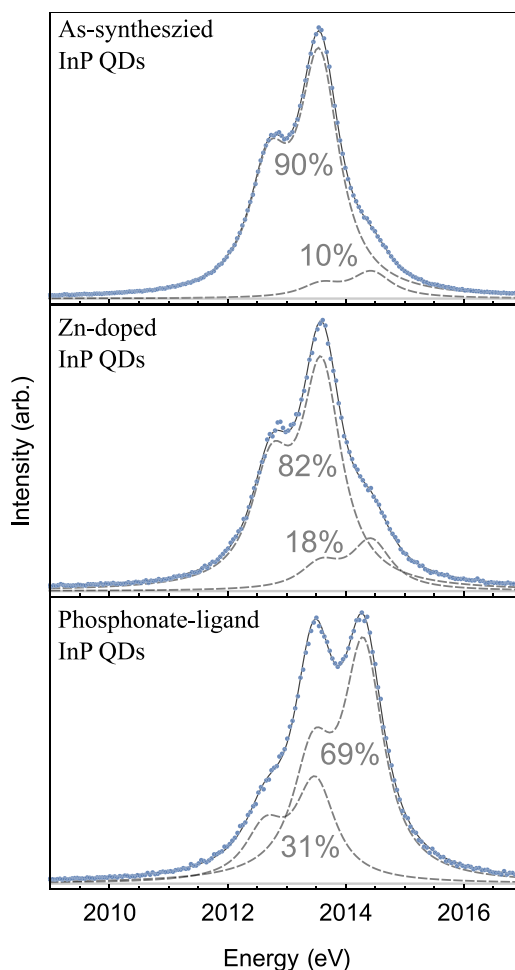 As-syntheszied
InP QDs
90%
10%
Zn-doped
InP QDs
82%
18%
Intensity (arb.)
Phosphonate-ligand
InP QDs
69%
31%
2010 2012 2014 2016
Energy (eV)